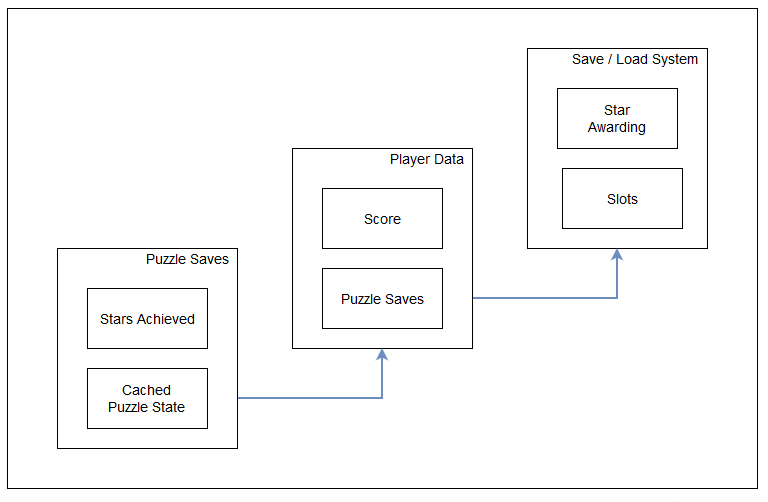 Save / Load System
Star
Awarding
Slots
Player Data
Score
Puzzle Saves
Puzzle Saves
Stars Achieved
Cached
Puzzle State